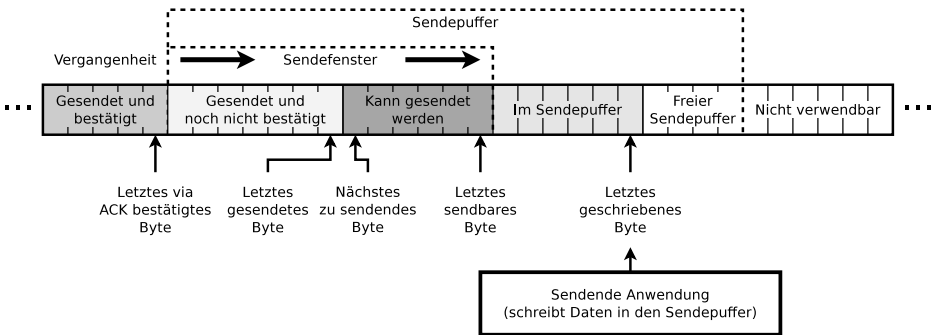 Sendepuffer
Vergangenheit
Sendefenster
Gesendet und
bestätigt
Gesendet und
noch nicht bestätigt
Kann gesendet
werden
Im Sendepuffer
Freier
Sendepuffer
Nicht verwendbar
Letztes via
ACK bestätigtes
Byte
Letztes
gesendetes
Byte
Nächstes
zu sendendes
Byte
Letztes
sendbares
Byte
Letztes
geschriebenes
Byte
Sendende Anwendung
(schreibt Daten in den Sendepuffer)